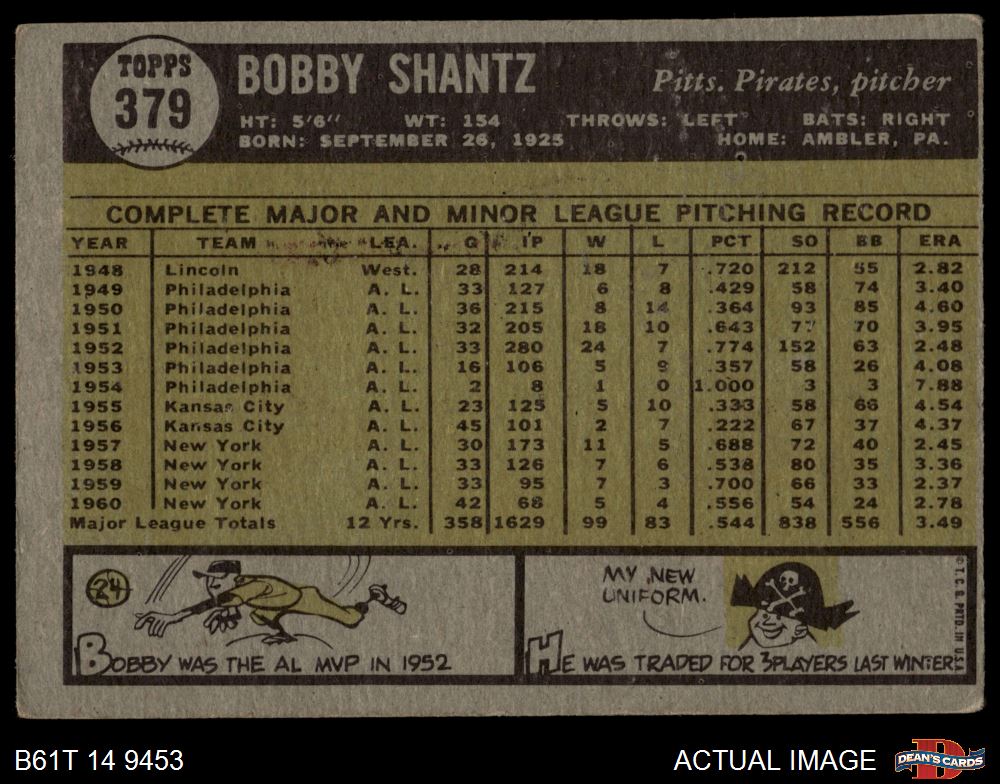 TOPPS
379
BOBBY SHANTZ
Pitts. Pirates, pitcher
HT: 5'6" WT: 154 THROWS: LEFT BATS: RIGHT
BORN: SEPTEMBER 26, 1925 HOME: AMBLER, PA.
COMPLETE MAJOR AND MINOR LEAGUE PITCHING RECORD
YEAR TEAM LEA. G IP W L PCT SO BB ERA
1948 Lincoln West. 28 214 18 7 .720 212 55 2.82
1949 Philadelphia A. L. 33 127 6 8 .429 58 74 3.40
1950 Philadelphia A. L. 36 215 8 14 .364 93 85 4.60
1951 Philadelphia A. L. 32 205 18 10 .643 77 70 3.95
1952 Philadelphia A. L. 33 280 24 7 .774 152 63 2.48
1953 Philadelphia A. L. 16 106 5 9 .357 58 26 4.08
1954 Philadelphia A. L. 2 8 1 0 1.000 3 3 7.88
1955 Kansas City A. L. 23 125 5 10 .333 58 66 4.54
1956 Kansas City A. L. 45 101 2 7 .222 67 37 4.37
1957 New York A. L. 30 173 11 5 .688 72 40 2.45
1958 New York A. L. 33 126 7 6 .538 80 35 3.36
1959 New York A. L. 33 95 7 3 .700 66 33 2.37
1960 New York A. L. 42 68 5 4 .556 54 24 2.78
Major League Totals 12 Yrs. 358 1629 99 83 .544 838 556 3.49
24
BOBBY WAS THE AL MVP IN 1952
MY NEW
UNIFORM.
HE WAS TRADED FOR 3 PLAYERS LAST WINTER.
© T. C. G. PRTD. IN U.S.A.
B61T 14 9453
ACTUAL IMAGE
D
DEAN'S CARDS